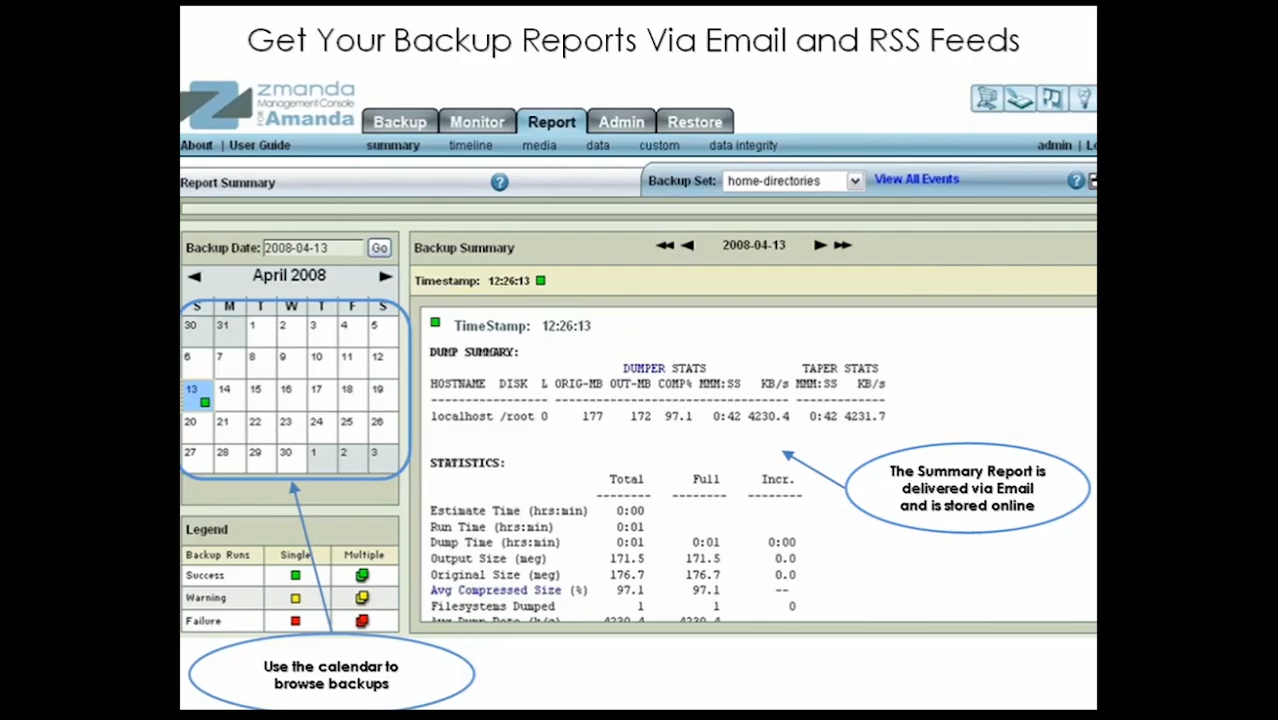 Get Your Backup Reports Via Email and RSS Feeds
zmanda
Management Console
FOR Amanda
Backup Monitor Report Admin Restore
About | User Guide summary timeline media data custom data integrity admin | Lo
Report Summary ? Backup Set: home-directories View All Events ?
Backup Date: 2008-04-13 Go
Backup Summary 2008-04-13
April 2008
Timestamp: 12:26:13
S M T W T F S
30 31 1 2 3 4 5
6 7 8 9 10 11 12
13 14 15 16 17 18 19
20 21 22 23 24 25 26
27 28 29 30 1 2 3
TimeStamp: 12:26:13
DUMP SUMMARY:
DUMPER STATS TAPER STATS
HOSTNAME DISK L ORIG-MB OUT-MB COMP% MMM:SS KB/s MMM:SS KB/s
localhost /root 0 177 172 97.1 0:42 4230.4 0:42 4231.7
STATISTICS:
Total Full Incr.
Estimate Time (hrs:min) 0:00
Run Time (hrs:min) 0:01
Dump Time (hrs:min) 0:01 0:01 0:00
Output Size (meg) 171.5 171.5 0.0
Original Size (meg) 176.7 176.7 0.0
Avg Compressed Size (%) 97.1 97.1 --
Filesystems Dumped 1 1 0
Avg Dump Rate (k/s) 4230.4 4230.4
The Summary Report is
delivered via Email
and is stored online
Legend
Backup Runs Single Multiple
Success
Warning
Failure
Use the calendar to
browse backups